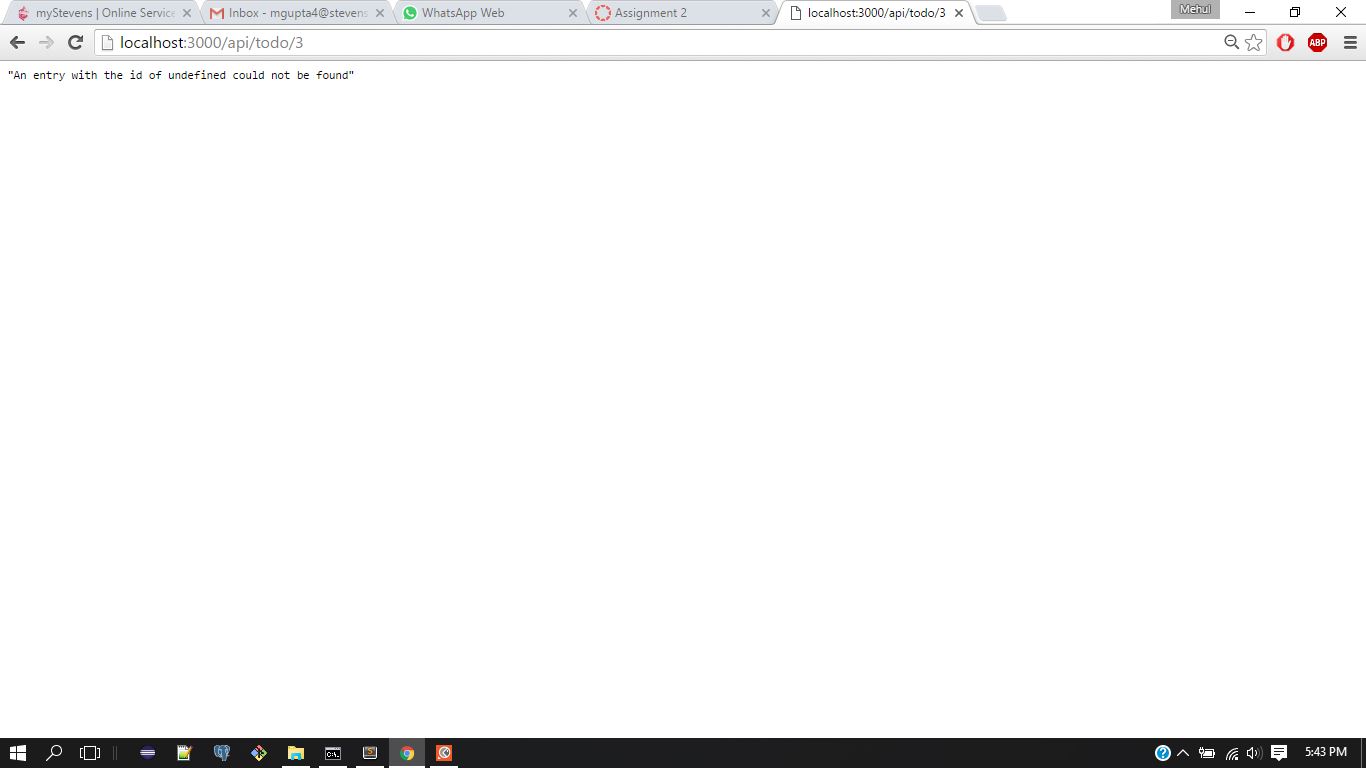 myStevens | Online Service
Inbox - mgupta4@stevens
WhatsApp Web
Assignment 2
localhost:3000/api/todo/3
Mehul
localhost:3000/api/todo/3
ABP
"An entry with the id of undefined could not be found"
C:\.
5:43 PM